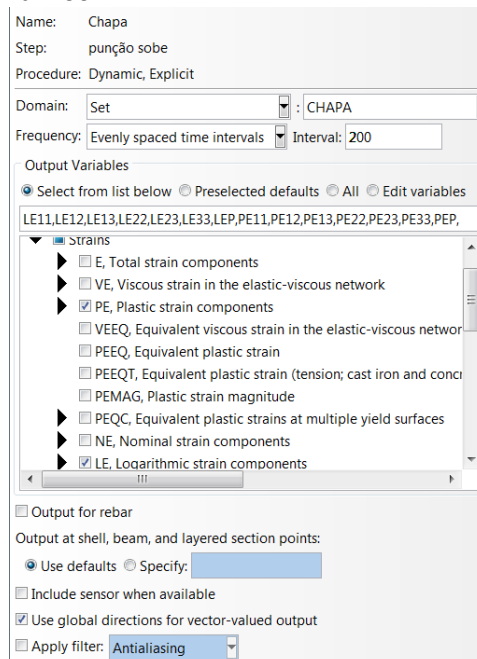 Name: Chapa
Step: punção sobe
Procedure: Dynamic, Explicit
Domain: Set : CHAPA
Frequency: Evenly spaced time intervals Interval: 200
Output Variables
Select from list below Preselected defaults All Edit variables
LE11,LE12,LE13,LE22,LE23,LE33,LEP,PE11,PE12,PE13,PE22,PE23,PE33,PEP,
Strains
E, Total strain components
VE, Viscous strain in the elastic-viscous network
PE, Plastic strain components
VEEQ, Equivalent viscous strain in the elastic-viscous networ
PEEQ, Equivalent plastic strain
PEEQT, Equivalent plastic strain (tension; cast iron and concr
PEMAG, Plastic strain magnitude
PEQC, Equivalent plastic strains at multiple yield surfaces
NE, Nominal strain components
LE, Logarithmic strain components
Output for rebar
Output at shell, beam, and layered section points:
Use defaults Specify:
Include sensor when available
Use global directions for vector-valued output
Apply filter: Antialiasing